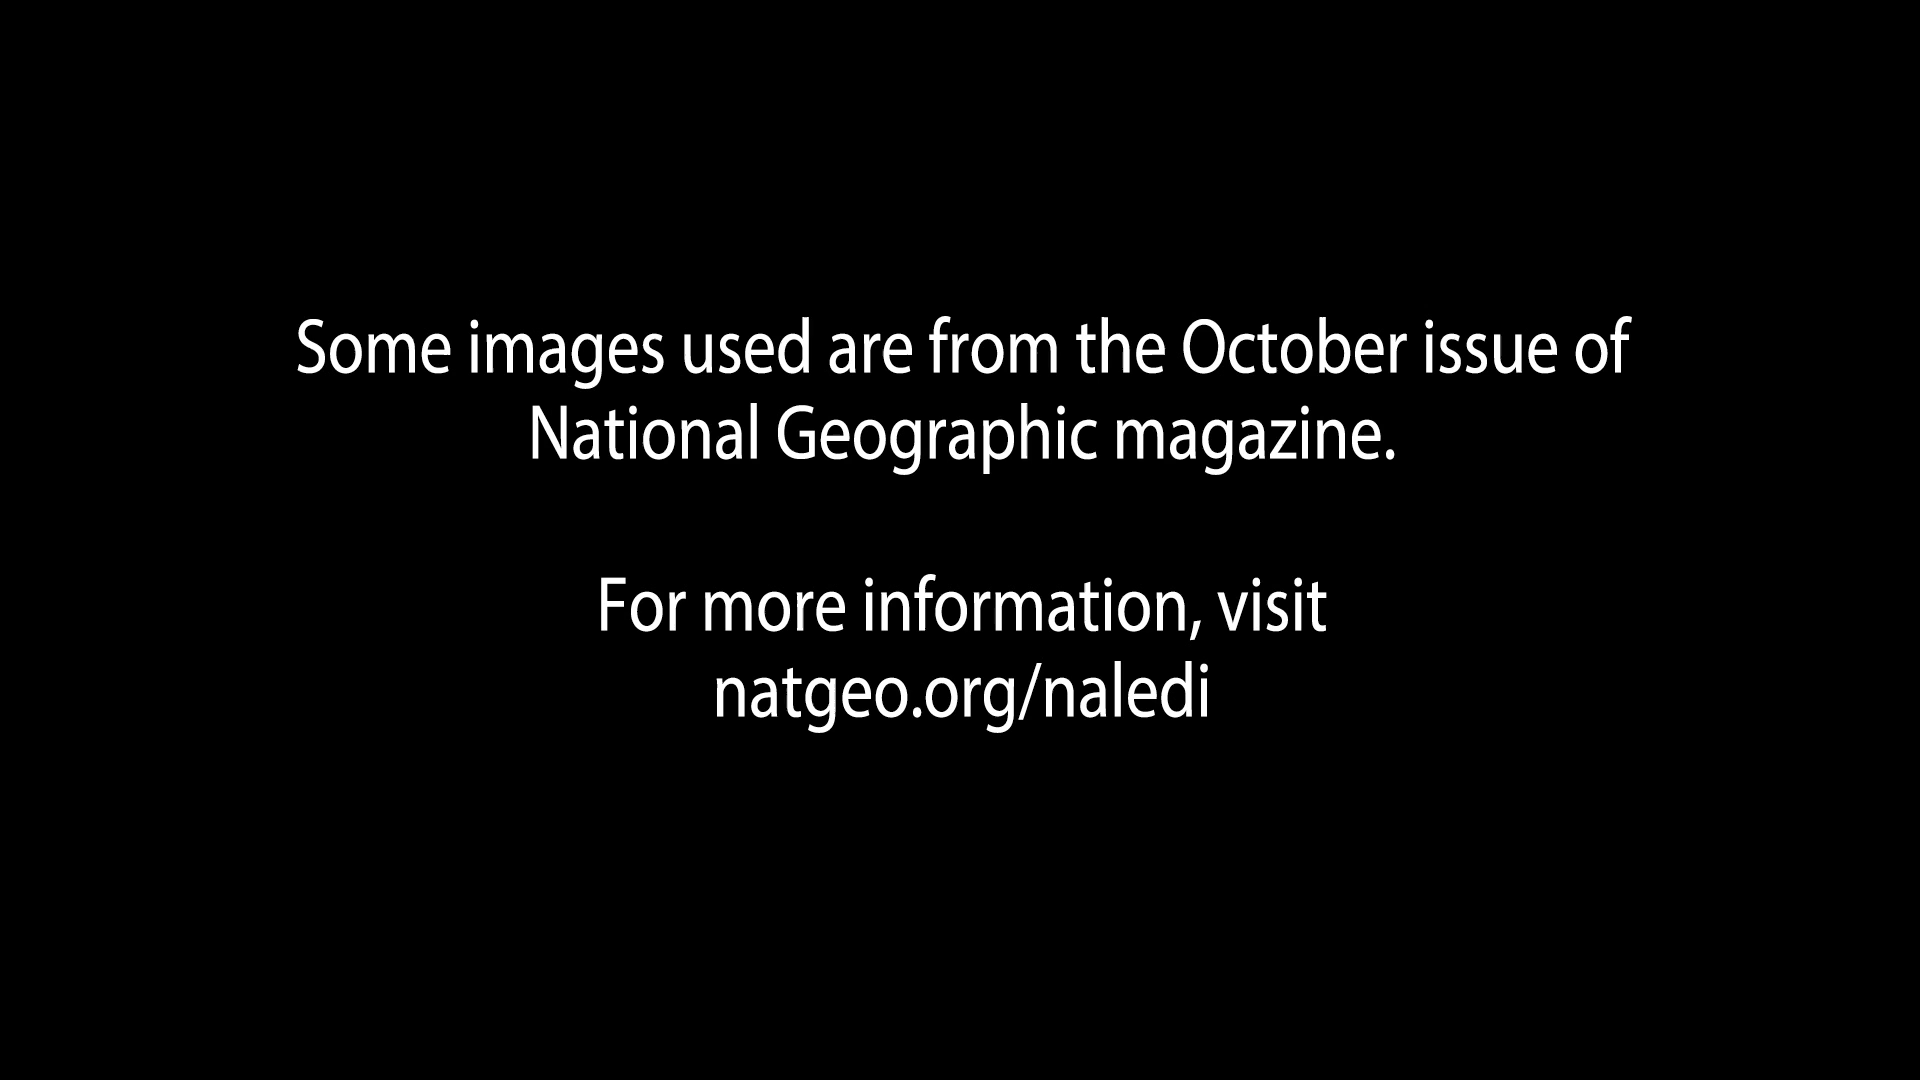 Some images used are from the October issue of
National Geographic magazine.
For more information, visit
natgeo.org/naledi